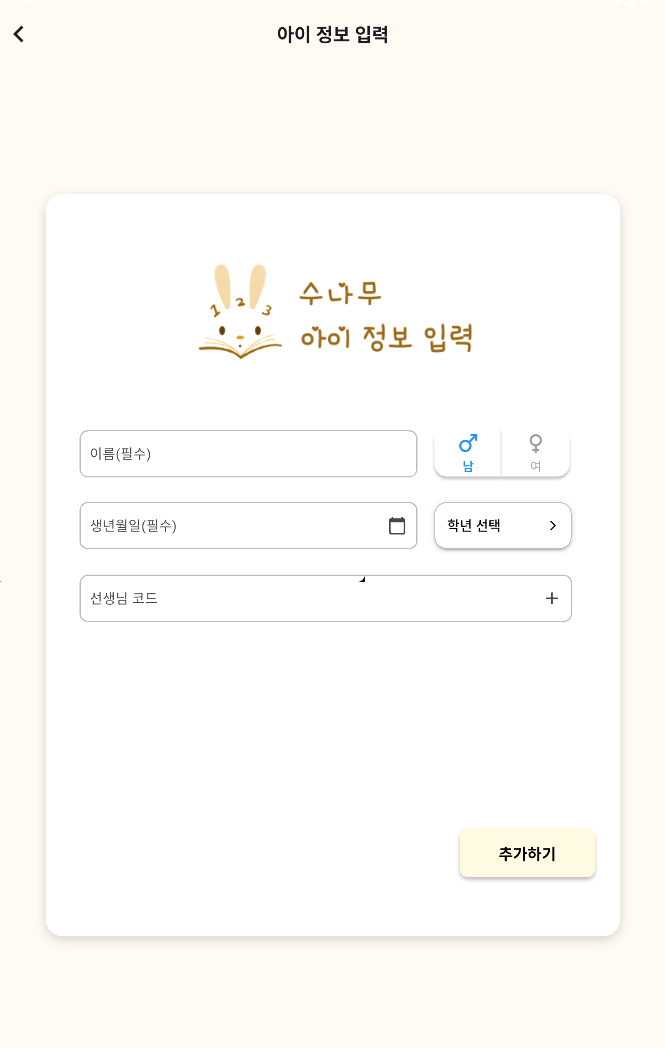 아이 정보 입력
1 2 3
수나무
아이 정보 입력
이름(필수)
남 여
생년월일(필수)
학년 선택
선생님 코드
추가하기